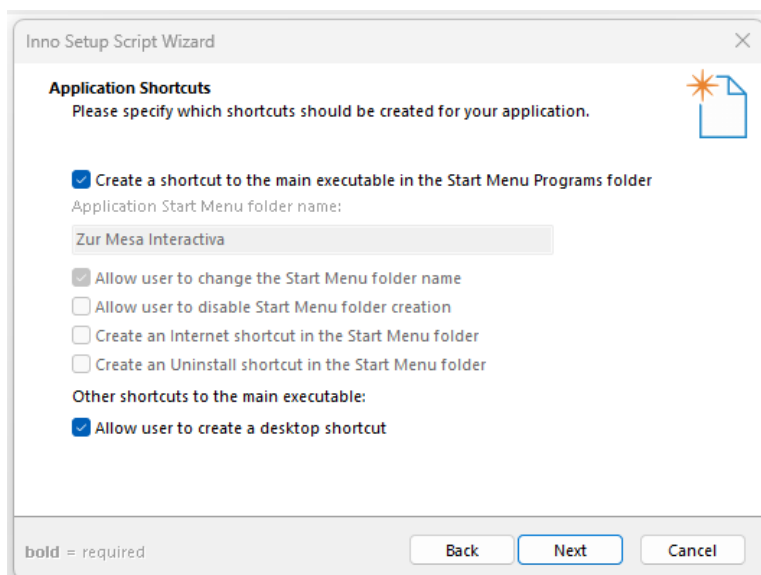 Inno Setup Script Wizard
Application Shortcuts
Please specify which shortcuts should be created for your application.
Create a shortcut to the main executable in the Start Menu Programs folder
Application Start Menu folder name:
Zur Mesa Interactiva
Allow user to change the Start Menu folder name
Allow user to disable Start Menu folder creation
Create an Internet shortcut in the Start Menu folder
Create an Uninstall shortcut in the Start Menu folder
Other shortcuts to the main executable:
Allow user to create a desktop shortcut
bold = required
Back
Next
Cancel